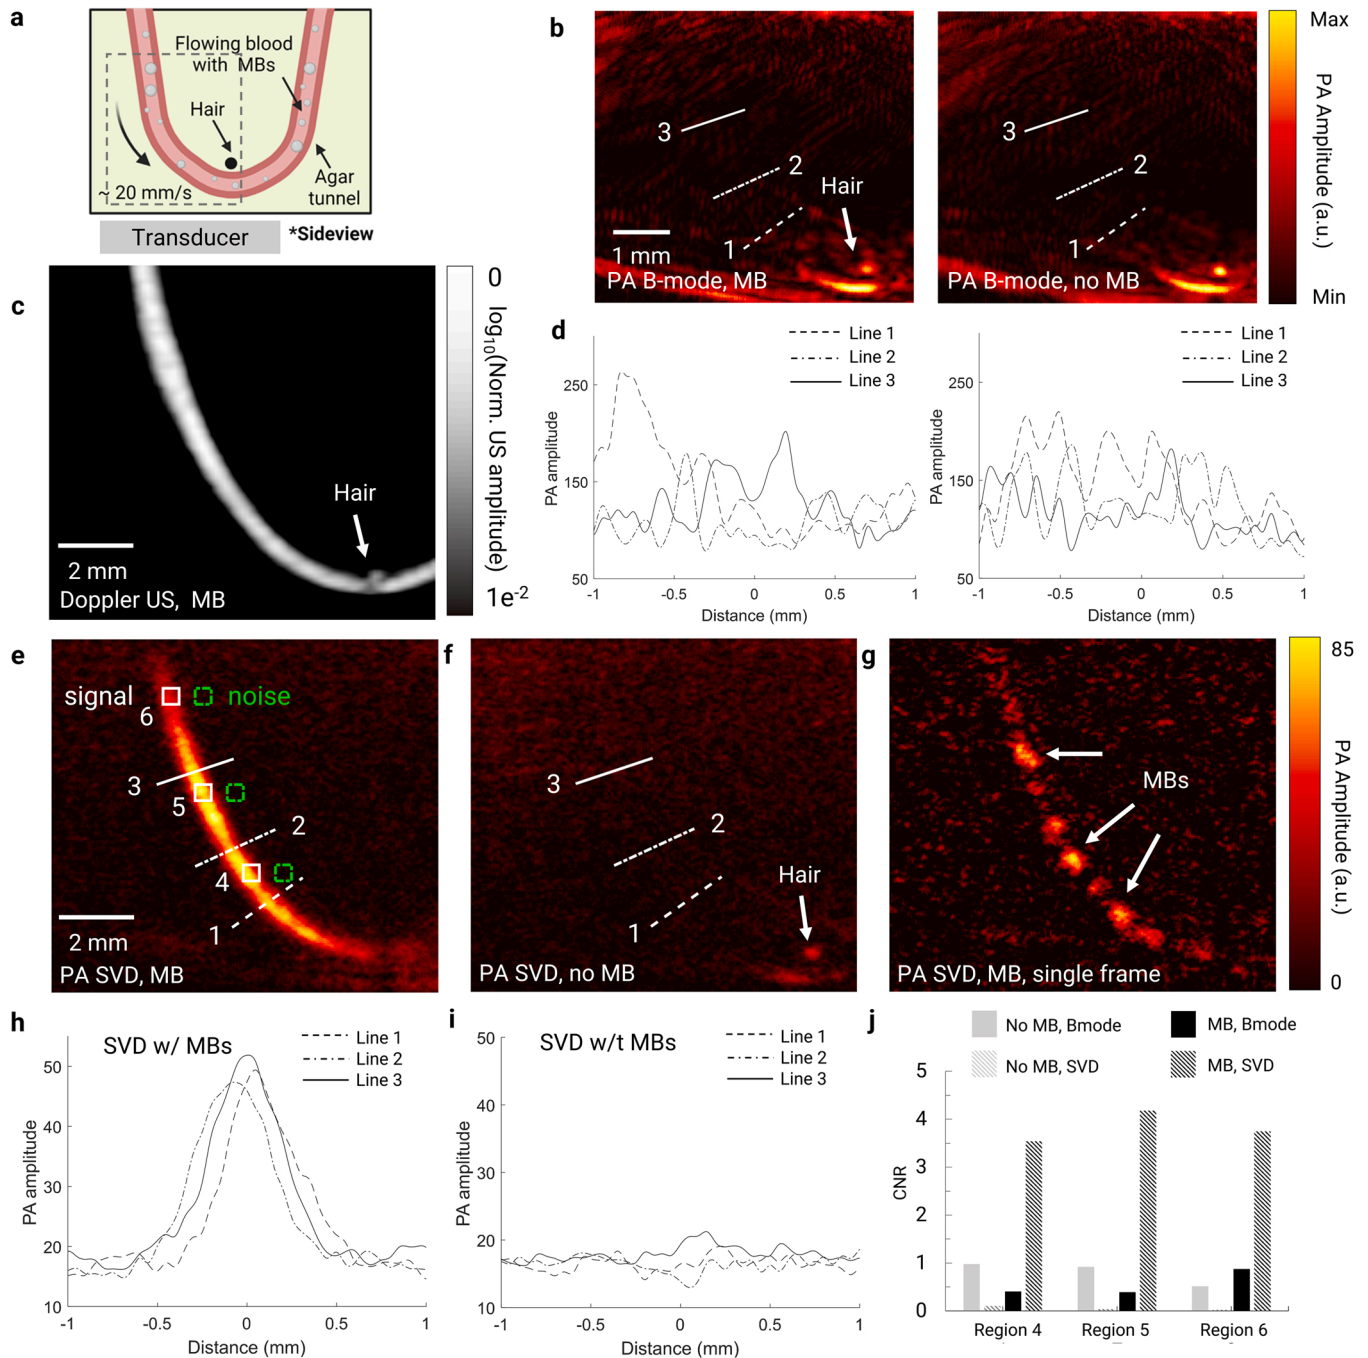 a
Flowing blood
with MBs
Hair
~ 20 mm/s
Agar
tunnel
Transducer
*Sideview
b
3
2
Hair
1
1 mm
PA B-mode, MB
3
2
1
PA B-mode, no MB
Max
PA Amplitude (a.u.)
Min
c
Hair
2 mm
Doppler US, MB
0
log10(Norm. US amplitude)
1e-2
d
Line 1
Line 2
Line 3
250
150
50
PA amplitude
-1
-0.5
0
0.5
1
Distance (mm)
Line 1
Line 2
Line 3
250
150
50
PA amplitude
-1
-0.5
0
0.5
1
Distance (mm)
e
signal
noise
6
3
5
2
4
1
2 mm
PA SVD, MB
f
3
2
1
Hair
PA SVD, no MB
g
MBs
PA SVD, MB, single frame
85
PA Amplitude (a.u.)
0
h
SVD w/ MBs
Line 1
Line 2
Line 3
50
40
30
20
10
PA amplitude
-1
-0.5
0
0.5
1
Distance (mm)
i
SVD w/t MBs
Line 1
Line 2
Line 3
50
40
30
20
10
PA amplitude
-1
-0.5
0
0.5
1
Distance (mm)
j
No MB, Bmode
MB, Bmode
No MB, SVD
MB, SVD
5
4
3
2
1
0
CNR
Region 4
Region 5
Region 6